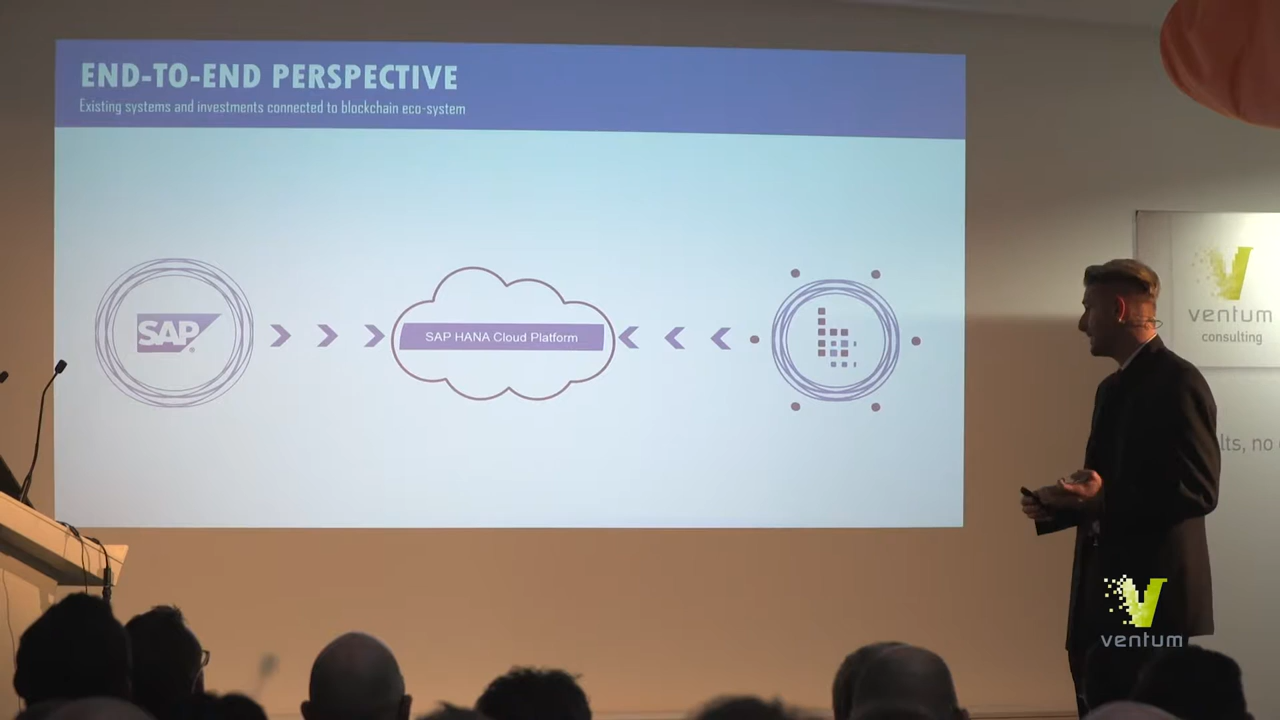 END-TO-END PERSPECTIVE
Existing systems and investments connected to blockchain eco-system
SAP
®
SAP HANA Cloud Platform
ventum
consulting
lts, no
ventum